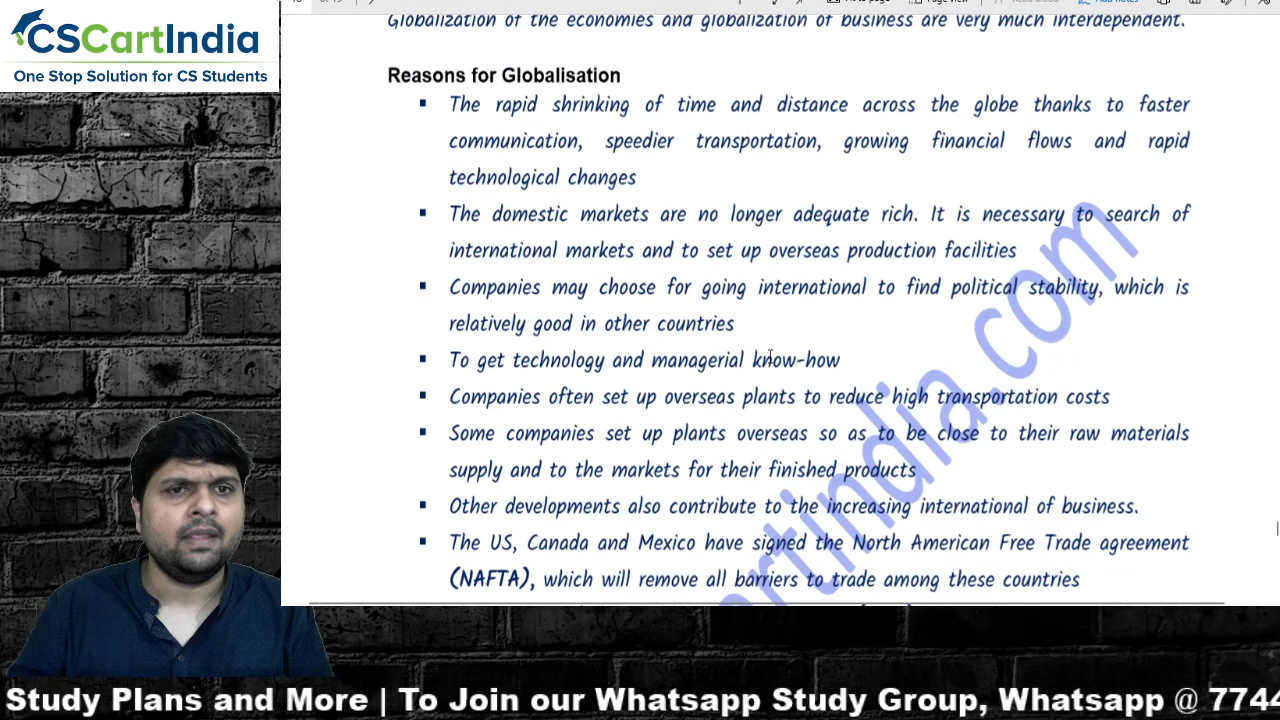 CSCartIndia
One Stop Solution for CS Students
Globalization of the economies and globalization of business are very much interdependent.
Reasons for Globalisation
▪ The rapid shrinking of time and distance across the globe thanks to faster
communication, speedier transportation, growing financial flows and rapid
technological changes
▪ The domestic markets are no longer adequate rich. It is necessary to search of
international markets and to set up overseas production facilities
▪ Companies may choose for going international to find political stability, which is
relatively good in other countries
▪ To get technology and managerial know-how
▪ Companies often set up overseas plants to reduce high transportation costs
▪ Some companies set up plants overseas so as to be close to their raw materials
supply and to the markets for their finished products
▪ Other developments also contribute to the increasing international of business.
▪ The US, Canada and Mexico have signed the North American Free Trade agreement
(NAFTA), which will remove all barriers to trade among these countries
artindia.com
Study Plans and More | To Join our Whatsapp Study Group, Whatsapp @ 7744